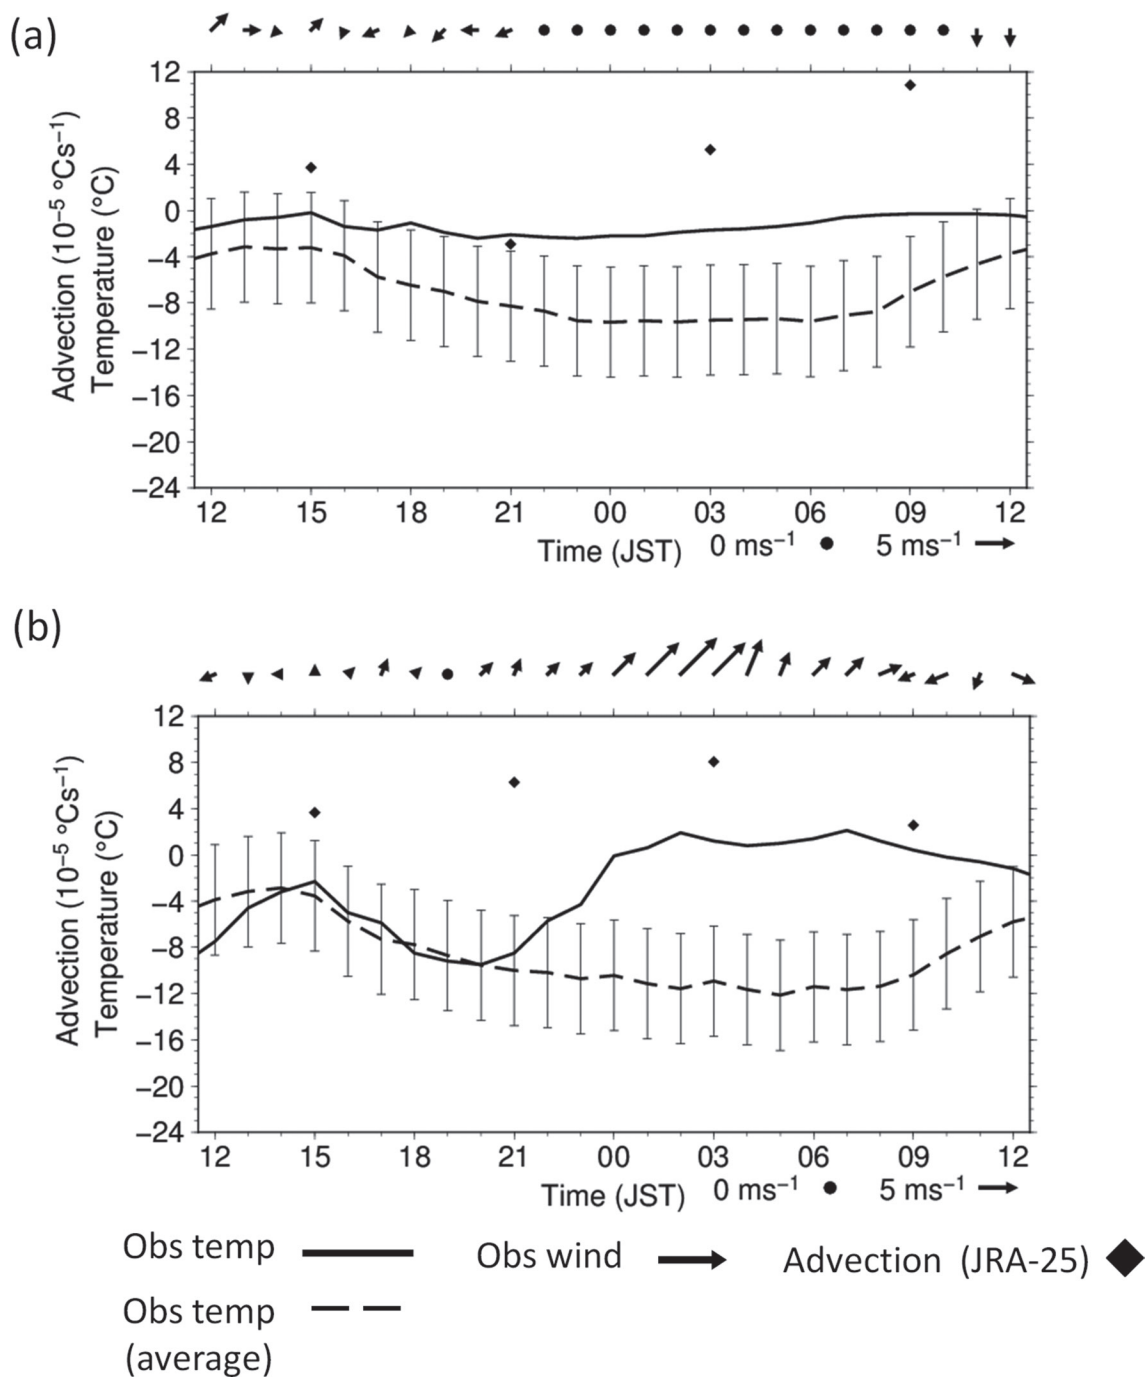 (a)
12
8
4
0
−4
−8
−12
−16
−20
−24
Advection (10⁻⁵ °Cs⁻¹)
Temperature (°C)
12 15 18 21 00 03 06 09 12
Time (JST) 0 ms⁻¹ 5 ms⁻¹
(b)
12
8
4
0
−4
−8
−12
−16
−20
−24
Advection (10⁻⁵ °Cs⁻¹)
Temperature (°C)
12 15 18 21 00 03 06 09 12
Time (JST) 0 ms⁻¹ 5 ms⁻¹
Obs temp Obs wind Advection (JRA-25)
Obs temp
(average)